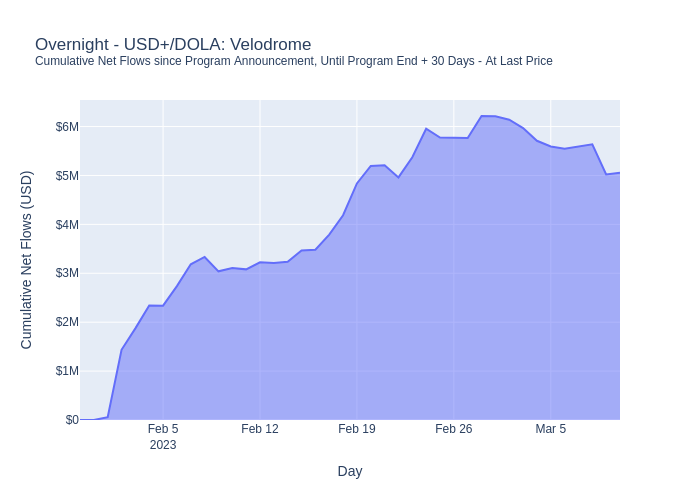 Overnight - USD+/DOLA: Velodrome
Cumulative Net Flows since Program Announcement, Until Program End + 30 Days - At Last Price
Cumulative Net Flows (USD)
$6M
$5M
$4M
$3M
$2M
$1M
$0
Feb 5
2023
Feb 12
Feb 19
Feb 26
Mar 5
Day